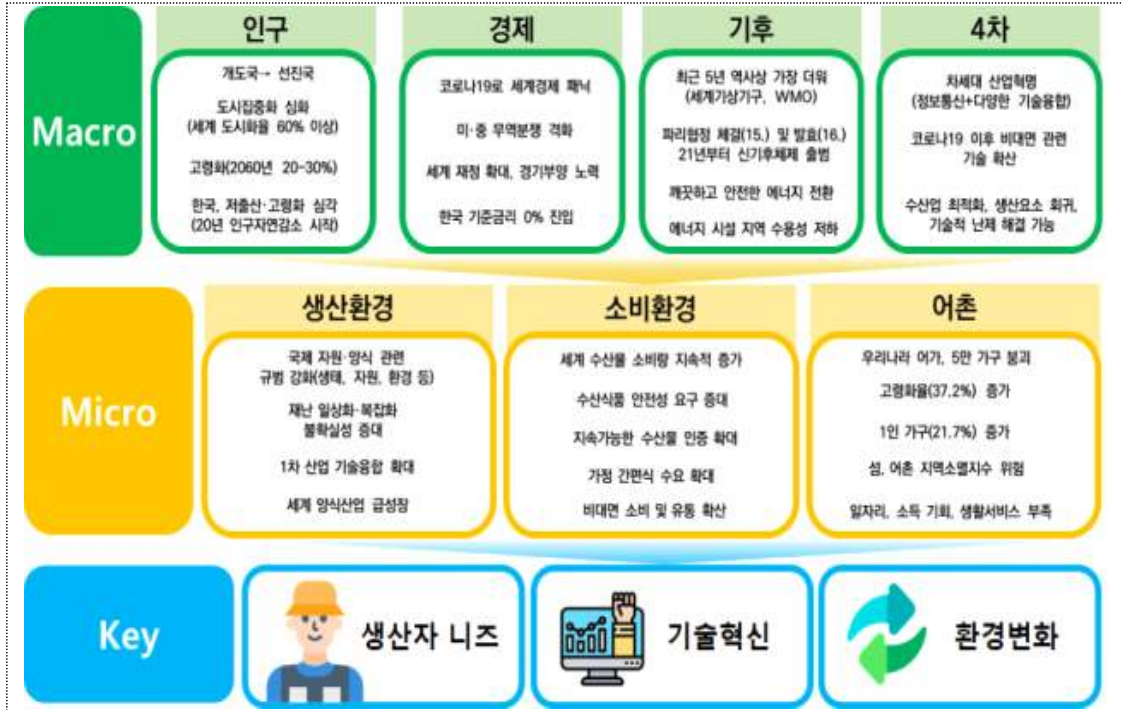 Macro
인구
개도국→ 선진국
도시집중화 심화
(세계 도시화율 60% 이상)
고령화(2060년 20-30%)
한국, 저출산·고령화 심각
(20년 인구자연감소 시작)
경제
코로나19로 세계경제 패닉
미·중 무역분쟁 격화
세계 재정 확대, 경기부양 노력
한국 기준금리 0% 진입
기후
최근 5년 역사상 가장 더워
(세계기상기구, WMO)
파리협정 체결(15.) 및 발효(16.)
21년부터 신기후체제 출범
깨끗하고 안전한 에너지 전환
에너지 시설 지역 수용성 저하
4차
차세대 산업혁명
(정보통신+다양한 기술융합)
코로나19 이후 비대면 관련
기술 확산
수산업 최적화, 생산요소 회귀,
기술적 난제 해결 가능
Micro
생산환경
국제 자원·양식 관련
규범 강화(생태, 자원, 환경 등)
재난 일상화·복잡화
불확실성 증대
1차 산업 기술융합 확대
세계 양식산업 급성장
소비환경
세계 수산물 소비량 지속적 증가
수산식품 안전성 요구 증대
지속가능한 수산물 인증 확대
가정 간편식 수요 확대
비대면 소비 및 유통 확산
어촌
우리나라 어가, 5만 가구 붕괴
고령화율(37.2%) 증가
1인 가구(21.7%) 증가
섬, 어촌 지역소멸지수 위험
일자리, 소득 기회, 생활서비스 부족
Key
생산자 니즈
기술혁신
환경변화